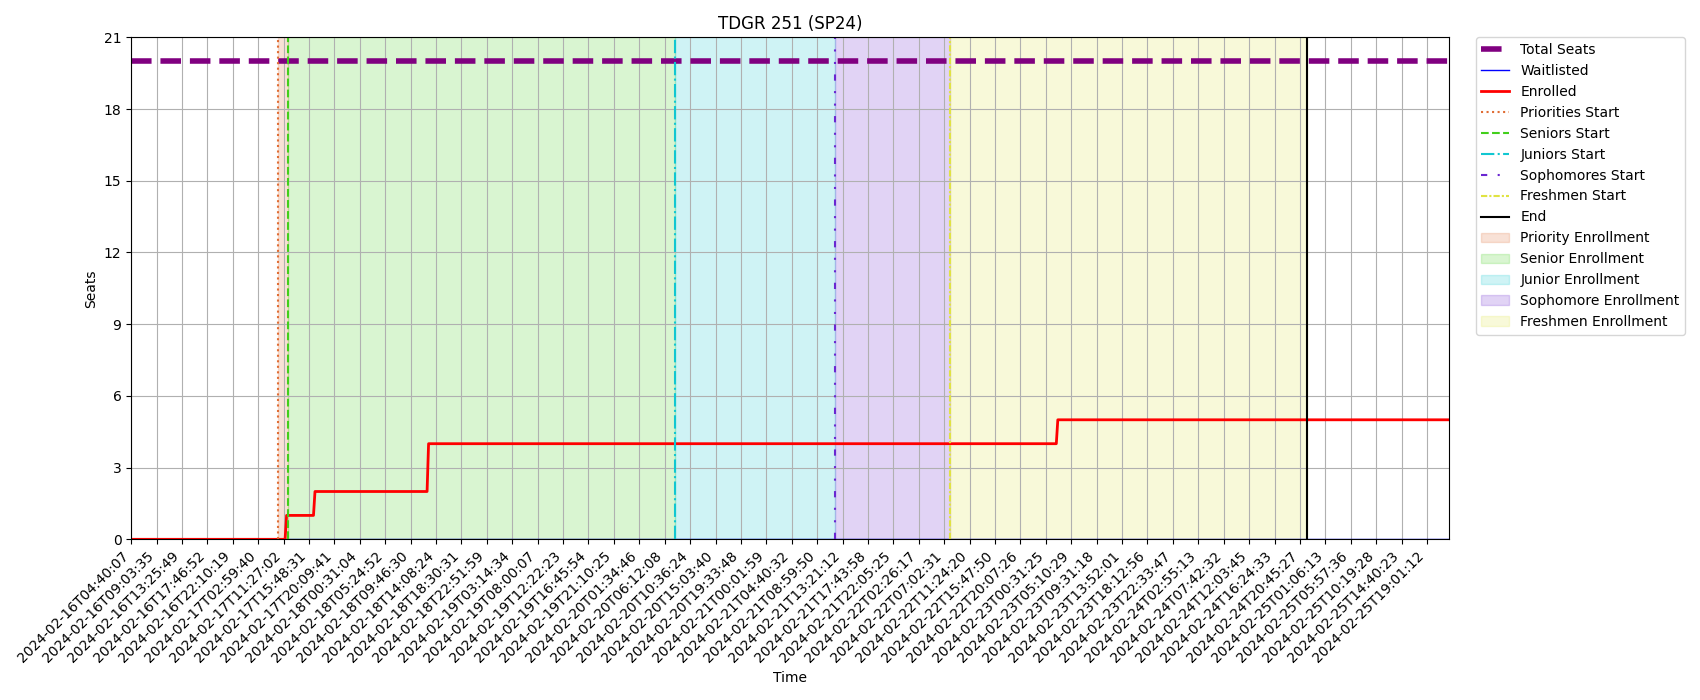 TDGR 251 (SP24)
21
18
15
12
9
6
3
0
Seats
2024-02-16T04:40:07
2024-02-16T09:03:35
2024-02-16T13:25:49
2024-02-16T17:46:52
2024-02-16T22:10:19
2024-02-17T02:59:40
2024-02-17T11:27:02
2024-02-17T15:48:31
2024-02-17T20:09:41
2024-02-18T00:31:04
2024-02-18T05:24:52
2024-02-18T09:46:30
2024-02-18T14:08:24
2024-02-18T18:30:31
2024-02-18T22:51:59
2024-02-19T03:14:34
2024-02-19T08:00:07
2024-02-19T12:22:23
2024-02-19T16:45:54
2024-02-19T21:10:25
2024-02-20T01:34:46
2024-02-20T06:12:08
2024-02-20T10:36:24
2024-02-20T15:03:40
2024-02-20T19:33:48
2024-02-21T00:01:59
2024-02-21T04:40:32
2024-02-21T08:59:50
2024-02-21T13:21:12
2024-02-21T17:43:58
2024-02-21T22:05:25
2024-02-22T02:26:17
2024-02-22T07:02:31
2024-02-22T11:24:20
2024-02-22T15:47:50
2024-02-22T20:07:26
2024-02-23T00:31:25
2024-02-23T05:10:29
2024-02-23T09:31:18
2024-02-23T13:52:01
2024-02-23T18:12:56
2024-02-23T22:33:47
2024-02-24T02:55:13
2024-02-24T07:42:32
2024-02-24T12:03:45
2024-02-24T16:24:33
2024-02-24T20:45:27
2024-02-25T01:06:13
2024-02-25T05:57:36
2024-02-25T10:19:28
2024-02-25T14:40:23
2024-02-25T19:01:12
Time
Total Seats
Waitlisted
Enrolled
Priorities Start
Seniors Start
Juniors Start
Sophomores Start
Freshmen Start
End
Priority Enrollment
Senior Enrollment
Junior Enrollment
Sophomore Enrollment
Freshmen Enrollment